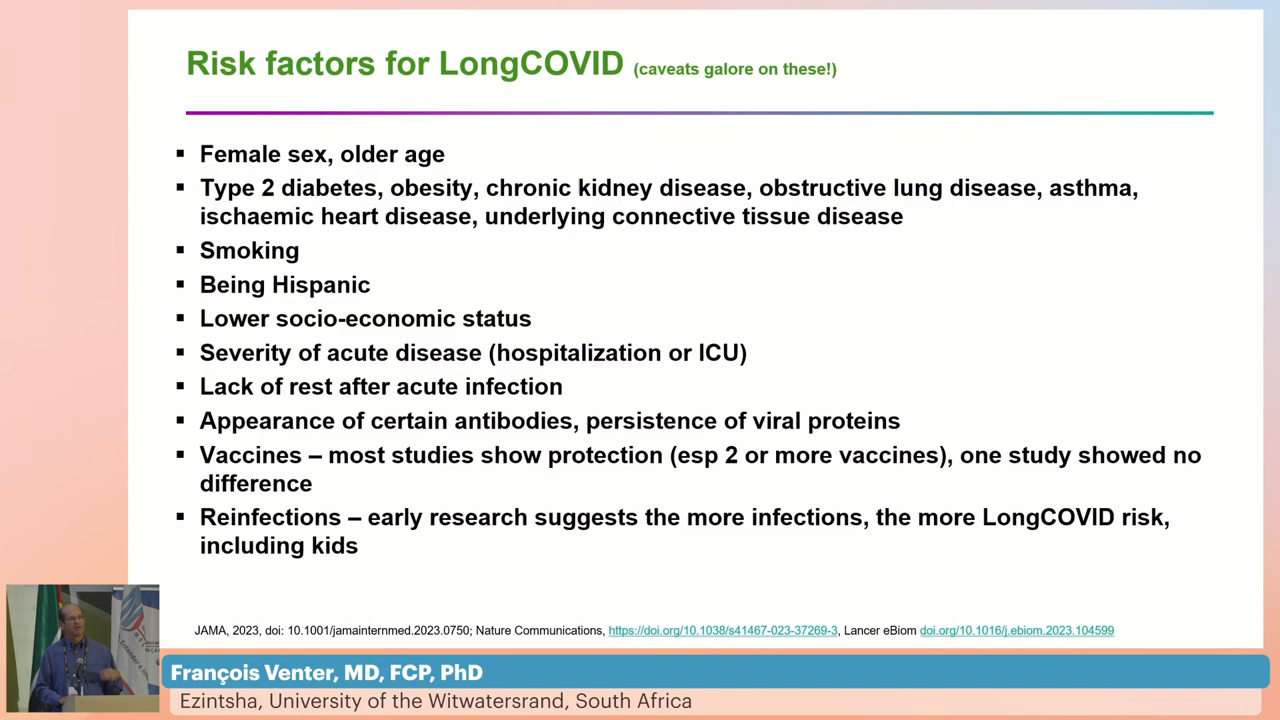 Risk factors for LongCOVID (caveats galore on these!)
▪ Female sex, older age
▪ Type 2 diabetes, obesity, chronic kidney disease, obstructive lung disease, asthma,
ischaemic heart disease, underlying connective tissue disease
▪ Smoking
▪ Being Hispanic
▪ Lower socio-economic status
▪ Severity of acute disease (hospitalization or ICU)
▪ Lack of rest after acute infection
▪ Appearance of certain antibodies, persistence of viral proteins
▪ Vaccines – most studies show protection (esp 2 or more vaccines), one study showed no
difference
▪ Reinfections – early research suggests the more infections, the more LongCOVID risk,
including kids
JAMA, 2023, doi: 10.1001/jamainternmed.2023.0750; Nature Communications, https://doi.org/10.1038/s41467-023-37269-3, Lancer eBiom doi.org/10.1016/j.ebiom.2023.104599
François Venter, MD, FCP, PhD
Ezintsha, University of the Witwatersrand, South Africa